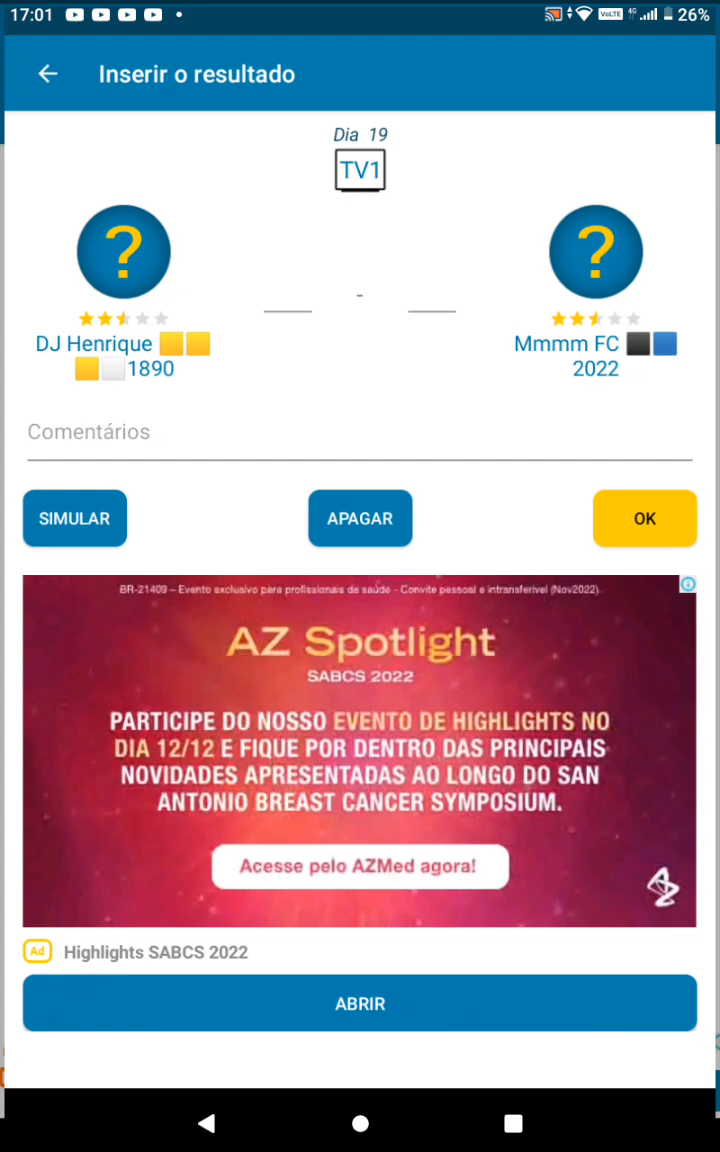 17:01
VoLTE 4G 26%
Inserir o resultado
Dia 19
TV1
?
?
-
DJ Henrique 🟨🟨
🟨⬜1890
Mmmm FC ⬛🟦
2022
Comentários
SIMULAR
APAGAR
OK
BR-21409 – Evento exclusivo para profissionais de saúde - Convite pessoal e intransferível (Nov2022).
AZ Spotlight
SABCS 2022
PARTICIPE DO NOSSO EVENTO DE HIGHLIGHTS NO
DIA 12/12 E FIQUE POR DENTRO DAS PRINCIPAIS
NOVIDADES APRESENTADAS AO LONGO DO SAN
ANTONIO BREAST CANCER SYMPOSIUM.
Acesse pelo AZMed agora!
Ad Highlights SABCS 2022
ABRIR